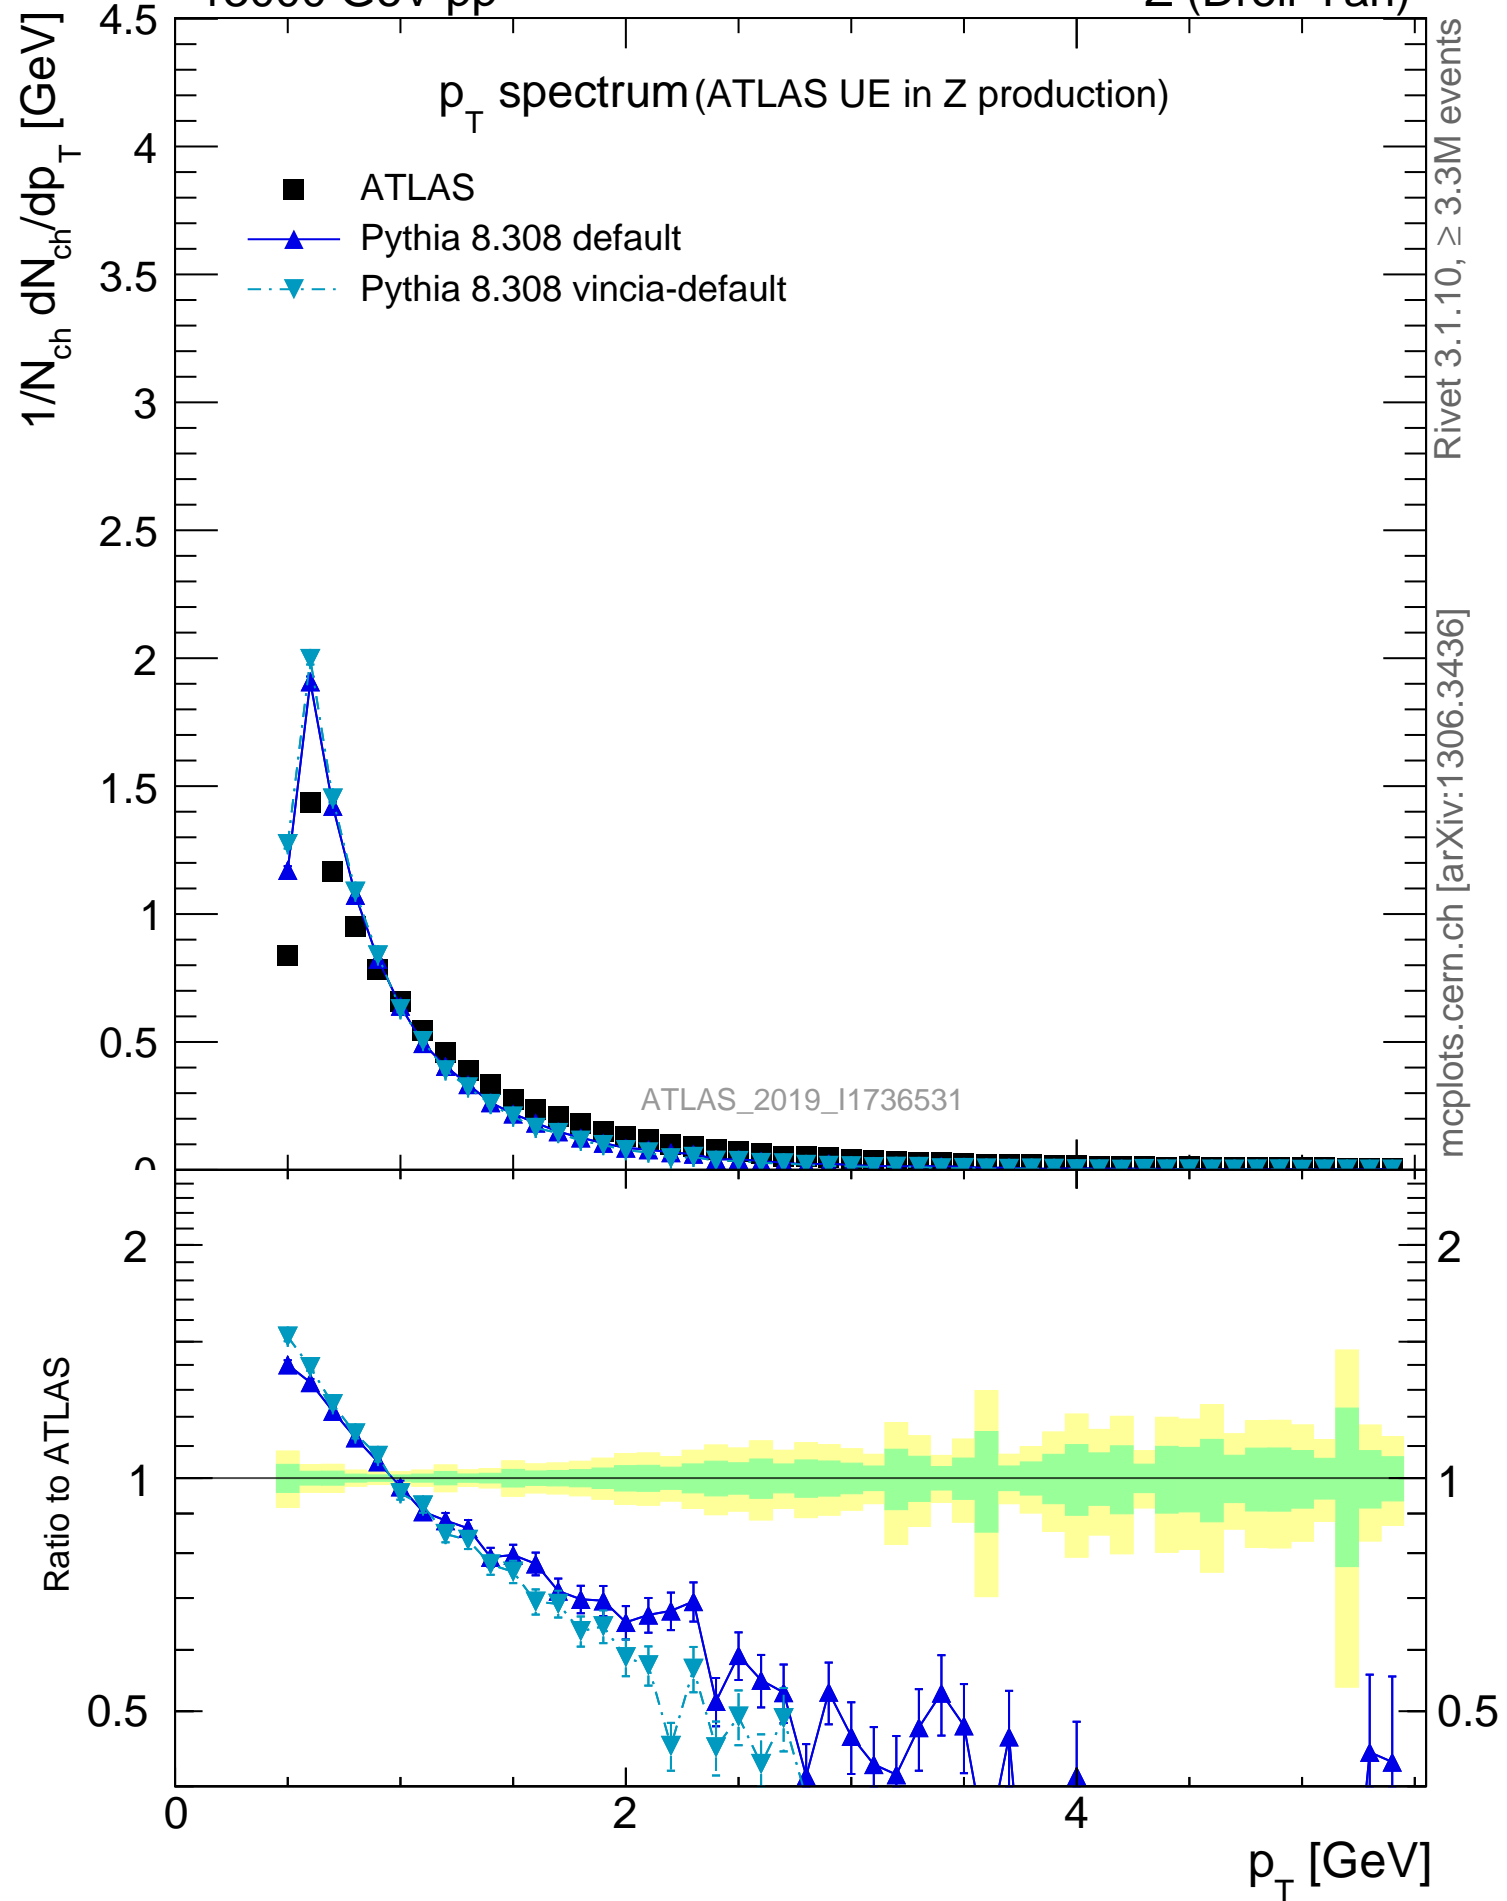 GeV pp
1/N_ch dN_ch/dp_T [GeV]
p_T spectrum (ATLAS UE in Z production)
ATLAS
Pythia 8.308 default
Pythia 8.308 vincia-default
4.5
4
3.5
3
2.5
2
1.5
1
0.5
0
ATLAS_2019_I1736531
Rivet 3.1.10, ≥ 3.3M events
mcplots.cern.ch [arXiv:1306.3436]
Ratio to ATLAS
2
1
0.5
2
1
0.5
0
2
4
p_T [GeV]